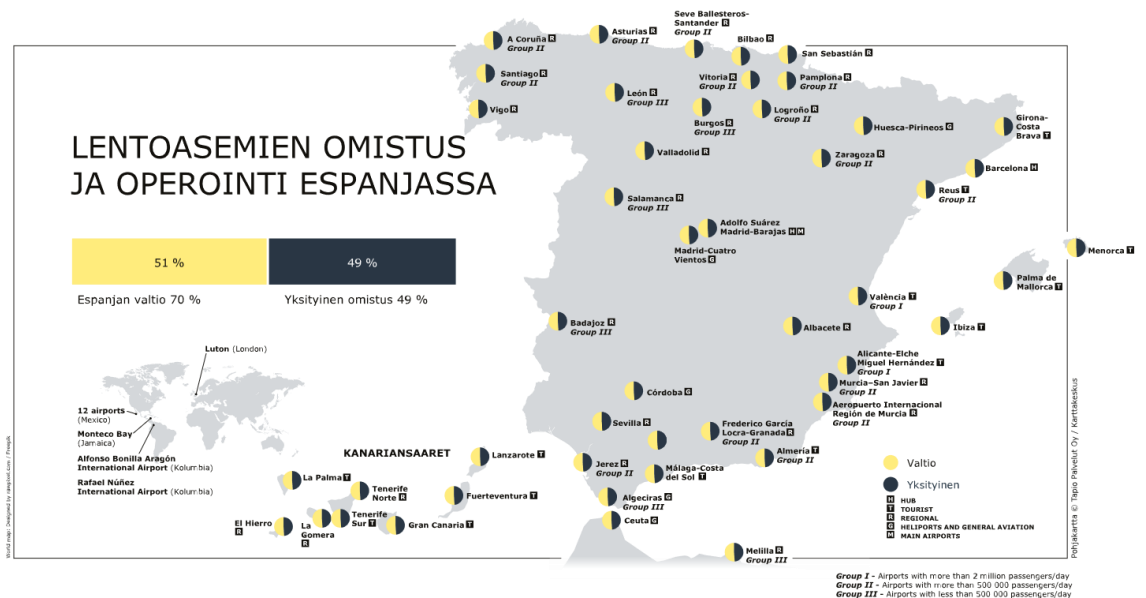 LENTOASEMIEN OMISTUS
JA OPEROINTI ESPANJASSA
51 %
49 %
Espanjan valtio 70 %
Yksityinen omistus 49 %
A Coruña R
Group II
Asturias R
Group II
Seve Ballesteros-
Santander R
Group II
Bilbao R
San Sebastián R
Santiago R
Group II
León R
Group III
Vitoria R
Group II
Pamplona R
Group II
Vigo R
Burgos R
Group III
Logroño R
Group II
Huesca-Pirineos G
Girona-
Costa
Brava T
Valladolid R
Zaragoza R
Group II
Barcelona H
Salamanca R
Group III
Reus T
Group II
Adolfo Suárez
Madrid-Barajas H M
Madrid-Cuatro
Vientos G
Menorca T
Palma de
Mallorca T
València T
Group I
Badajoz R
Group III
Albacete R
Ibiza T
Alicante-Elche
Miguel Hernández T
Group I
Murcia–San Javier R
Group II
Córdoba G
Aeropuerto Internacional
Región de Murcia R
Group II
Sevilla R
Frederico García
Locra-Granada R
Group II
Almería T
Group II
Jerez R
Group II
Málaga-Costa
del Sol T
Algeciras G
Group III
Ceuta G
Melilla R
Group III
Luton (London)
12 airports
(Mexico)
Monteco Bay
(Jamaica)
Alfonso Bonilla Aragón
International Airport (Kolumbia)
Rafael Núñez
International Airport (Kolumbia)
KANARIANSAARET
Lanzarote T
La Palma T
Tenerife
Norte R
Fuerteventura T
El Hierro
R
La
Gomera
R
Tenerife
Sur T
Gran Canaria T
Valtio
Yksityinen
H HUB
T TOURIST
R REGIONAL
G HELIPORTS AND GENERAL AVIATION
M MAIN AIRPORTS
Group I - Airports with more than 2 million passengers/day
Group II - Airports with more than 500 000 passengers/day
Group III - Airports with less than 500 000 passengers/day
Pohjakartta © Tapio Palvelut Oy / Karttakeskus